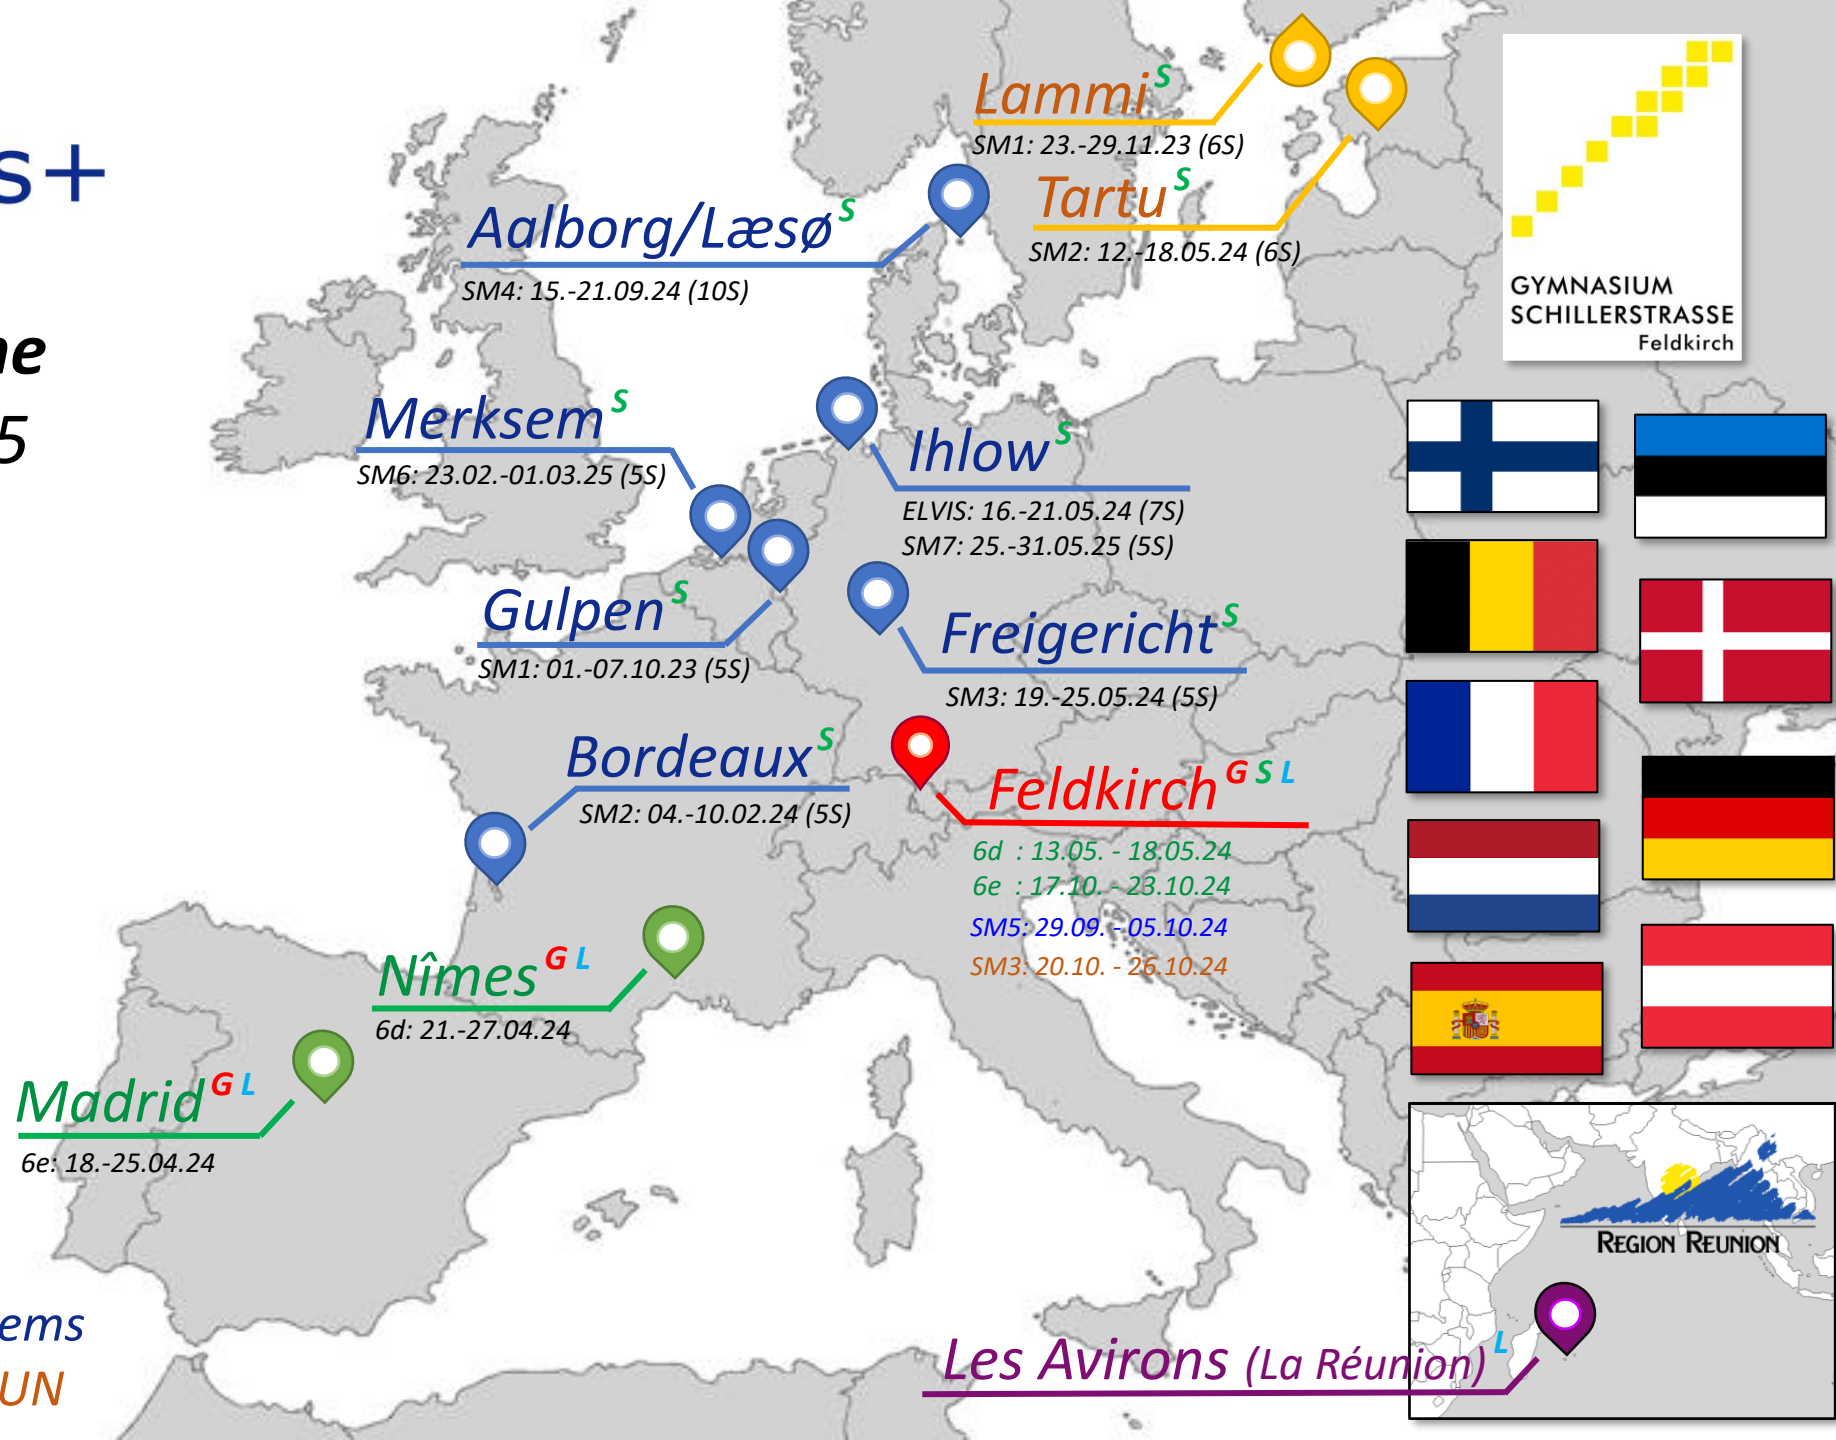 s+
ne
5
Lammi S
SM1: 23.-29.11.23 (6S)
Tartu S
SM2: 12.-18.05.24 (6S)
GYMNASIUM
SCHILLERSTRASSE
Feldkirch
Aalborg/Læsø S
SM4: 15.-21.09.24 (10S)
Merksem S
SM6: 23.02.-01.03.25 (5S)
Ihlow S
ELVIS: 16.-21.05.24 (7S)
SM7: 25.-31.05.25 (5S)
Gulpen S
SM1: 01.-07.10.23 (5S)
Freigericht S
SM3: 19.-25.05.24 (5S)
Bordeaux S
SM2: 04.-10.02.24 (5S)
Feldkirch G S L
6d : 13.05. - 18.05.24
6e : 17.10. - 23.10.24
SM5: 29.09. - 05.10.24
SM3: 20.10. - 26.10.24
Nîmes G L
6d: 21.-27.04.24
Madrid G L
6e: 18.-25.04.24
REGION REUNION
Les Avirons (La Réunion) L
ems
UN